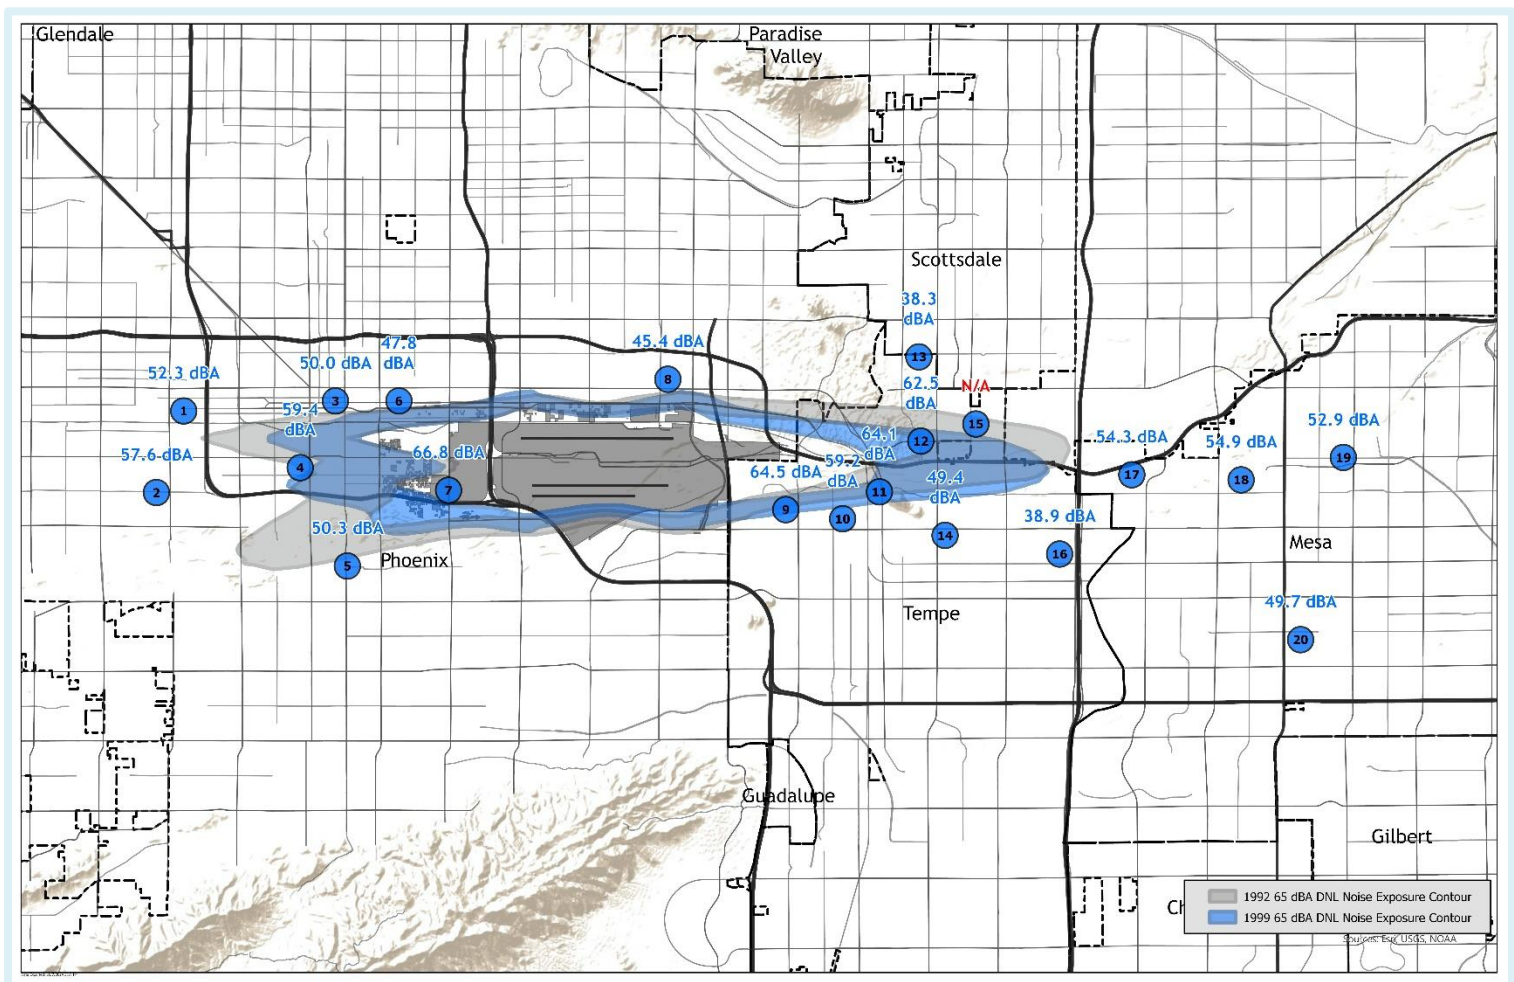 Glendale
Paradise
Valley
Scottsdale
38.3
dBA
13
47.8
dBA
50.0 dBA
45.4 dBA
52.3 dBA
62.5
dBA
N/A
8
3
6
1
59.4
dBA
15
12
64.1
dBA
54.3 dBA
54.9 dBA
52.9 dBA
57.6 dBA
66.8 dBA
64.5 dBA
59.2
dBA
49.4
dBA
19
4
17
18
2
7
11
9
10
38.9 dBA
50.3 dBA
14
16
Phoenix
5
Mesa
Tempe
49.7 dBA
20
Guadalupe
Gilbert
1992 65 dBA DNL Noise Exposure Contour
Ch
1999 65 dBA DNL Noise Exposure Contour
Sources: Esri, USGS, NOAA